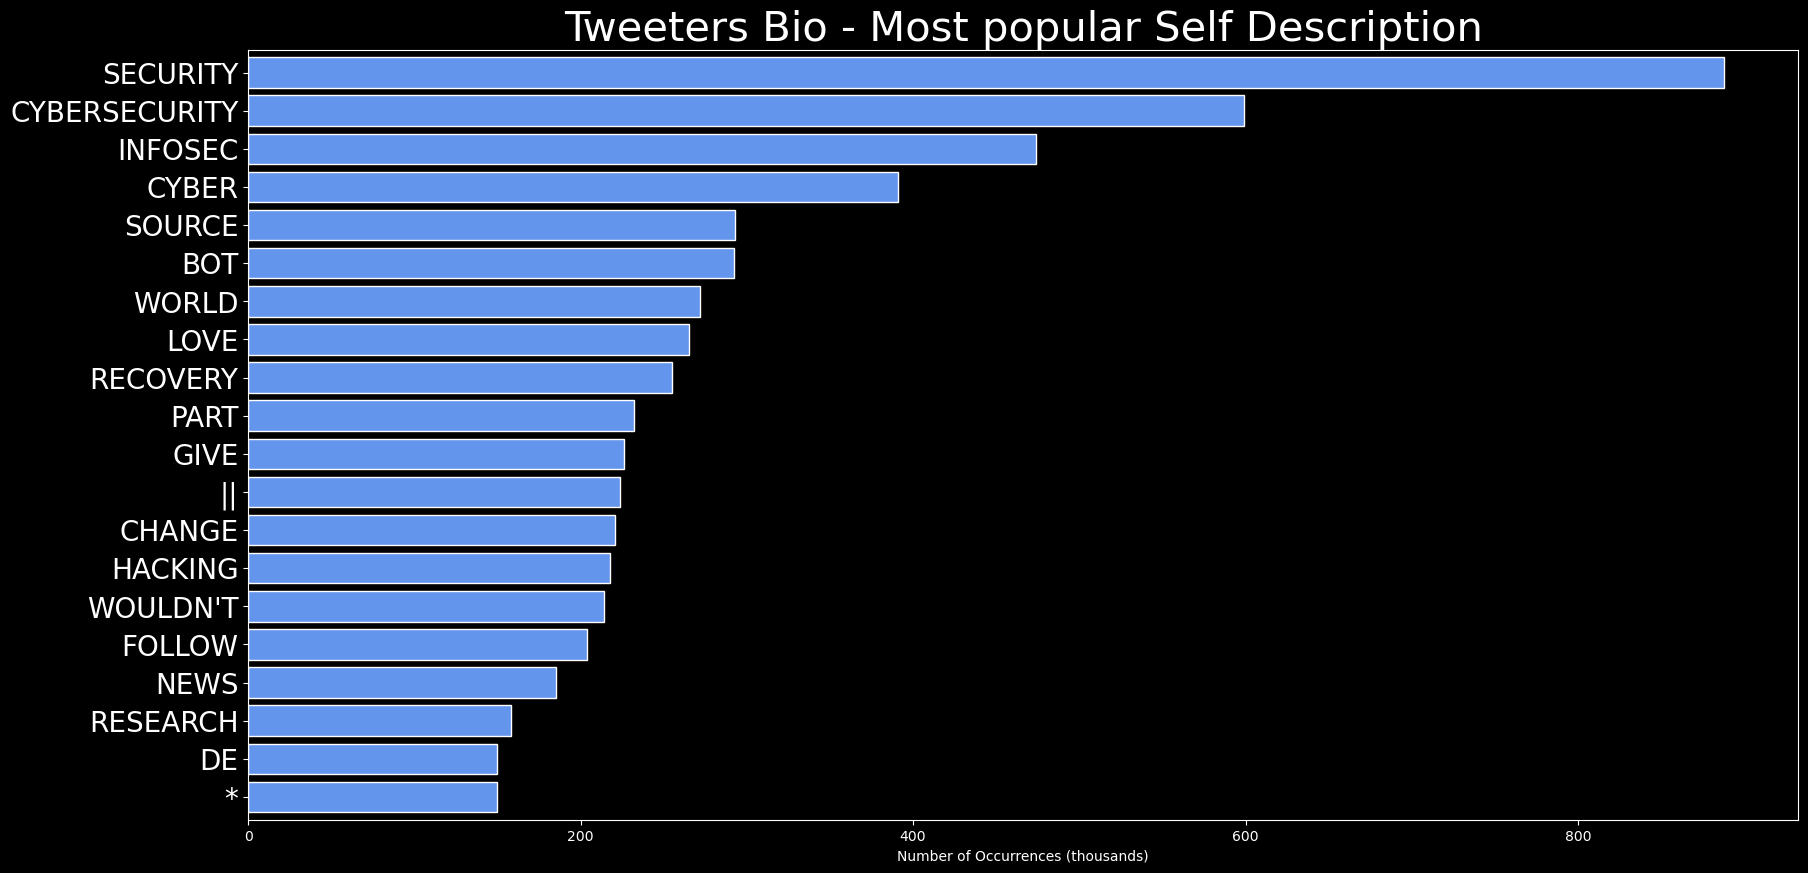 Tweeters Bio - Most popular Self Description
SECURITY
CYBERSECURITY
INFOSEC
CYBER
SOURCE
BOT
WORLD
LOVE
RECOVERY
PART
GIVE
||
CHANGE
HACKING
WOULDN'T
FOLLOW
NEWS
RESEARCH
DE
*
0 200 400 600 800
Number of Occurrences (thousands)